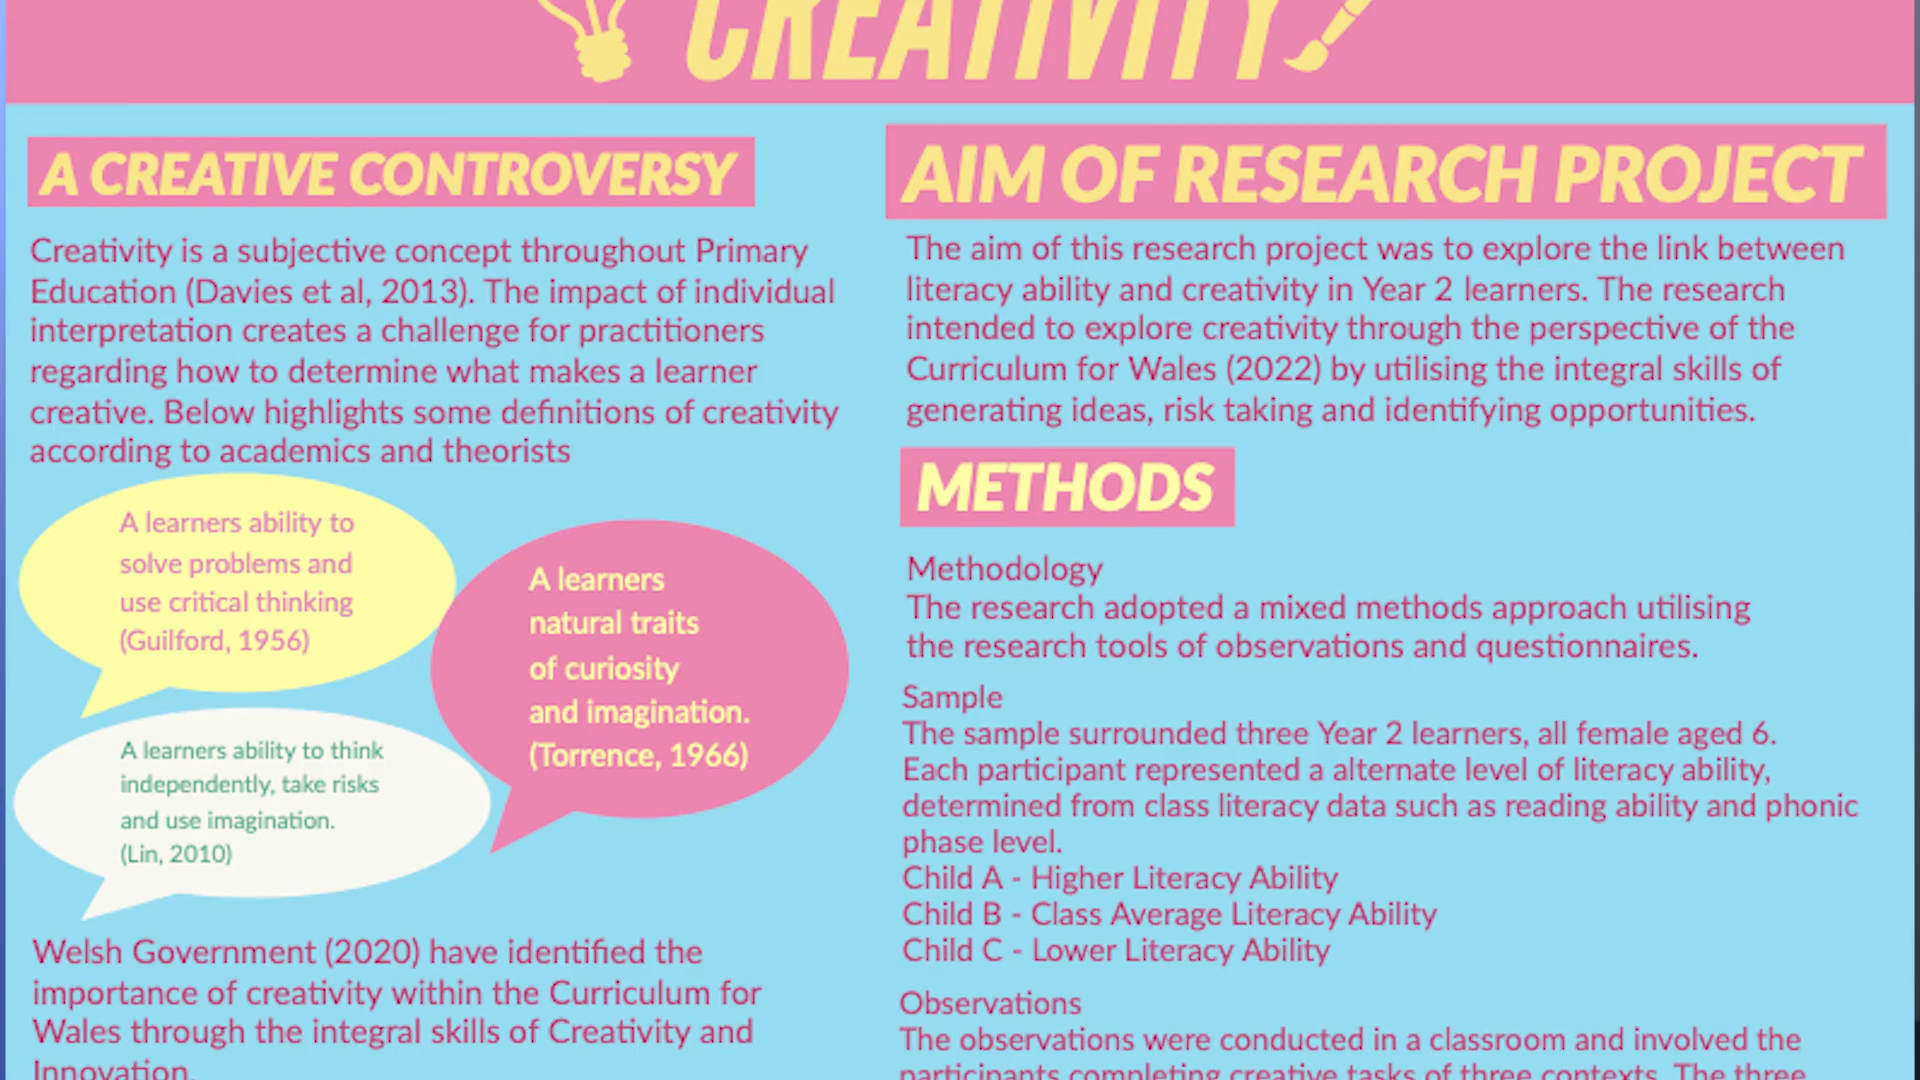 CREATIVITY
A CREATIVE CONTROVERSY
Creativity is a subjective concept throughout Primary
Education (Davies et al, 2013). The impact of individual
interpretation creates a challenge for practitioners
regarding how to determine what makes a learner
creative. Below highlights some definitions of creativity
according to academics and theorists
A learners ability to
solve problems and
use critical thinking
(Guilford, 1956)
A learners
natural traits
of curiosity
and imagination.
(Torrence, 1966)
A learners ability to think
independently, take risks
and use imagination.
(Lin, 2010)
Welsh Government (2020) have identified the
importance of creativity within the Curriculum for
Wales through the integral skills of Creativity and
Innovation.
AIM OF RESEARCH PROJECT
The aim of this research project was to explore the link between
literacy ability and creativity in Year 2 learners. The research
intended to explore creativity through the perspective of the
Curriculum for Wales (2022) by utilising the integral skills of
generating ideas, risk taking and identifying opportunities.
METHODS
Methodology
The research adopted a mixed methods approach utilising
the research tools of observations and questionnaires.
Sample
The sample surrounded three Year 2 learners, all female aged 6.
Each participant represented a alternate level of literacy ability,
determined from class literacy data such as reading ability and phonic
phase level.
Child A - Higher Literacy Ability
Child B - Class Average Literacy Ability
Child C - Lower Literacy Ability
Observations
The observations were conducted in a classroom and involved the
participants completing creative tasks of three contexts. The three